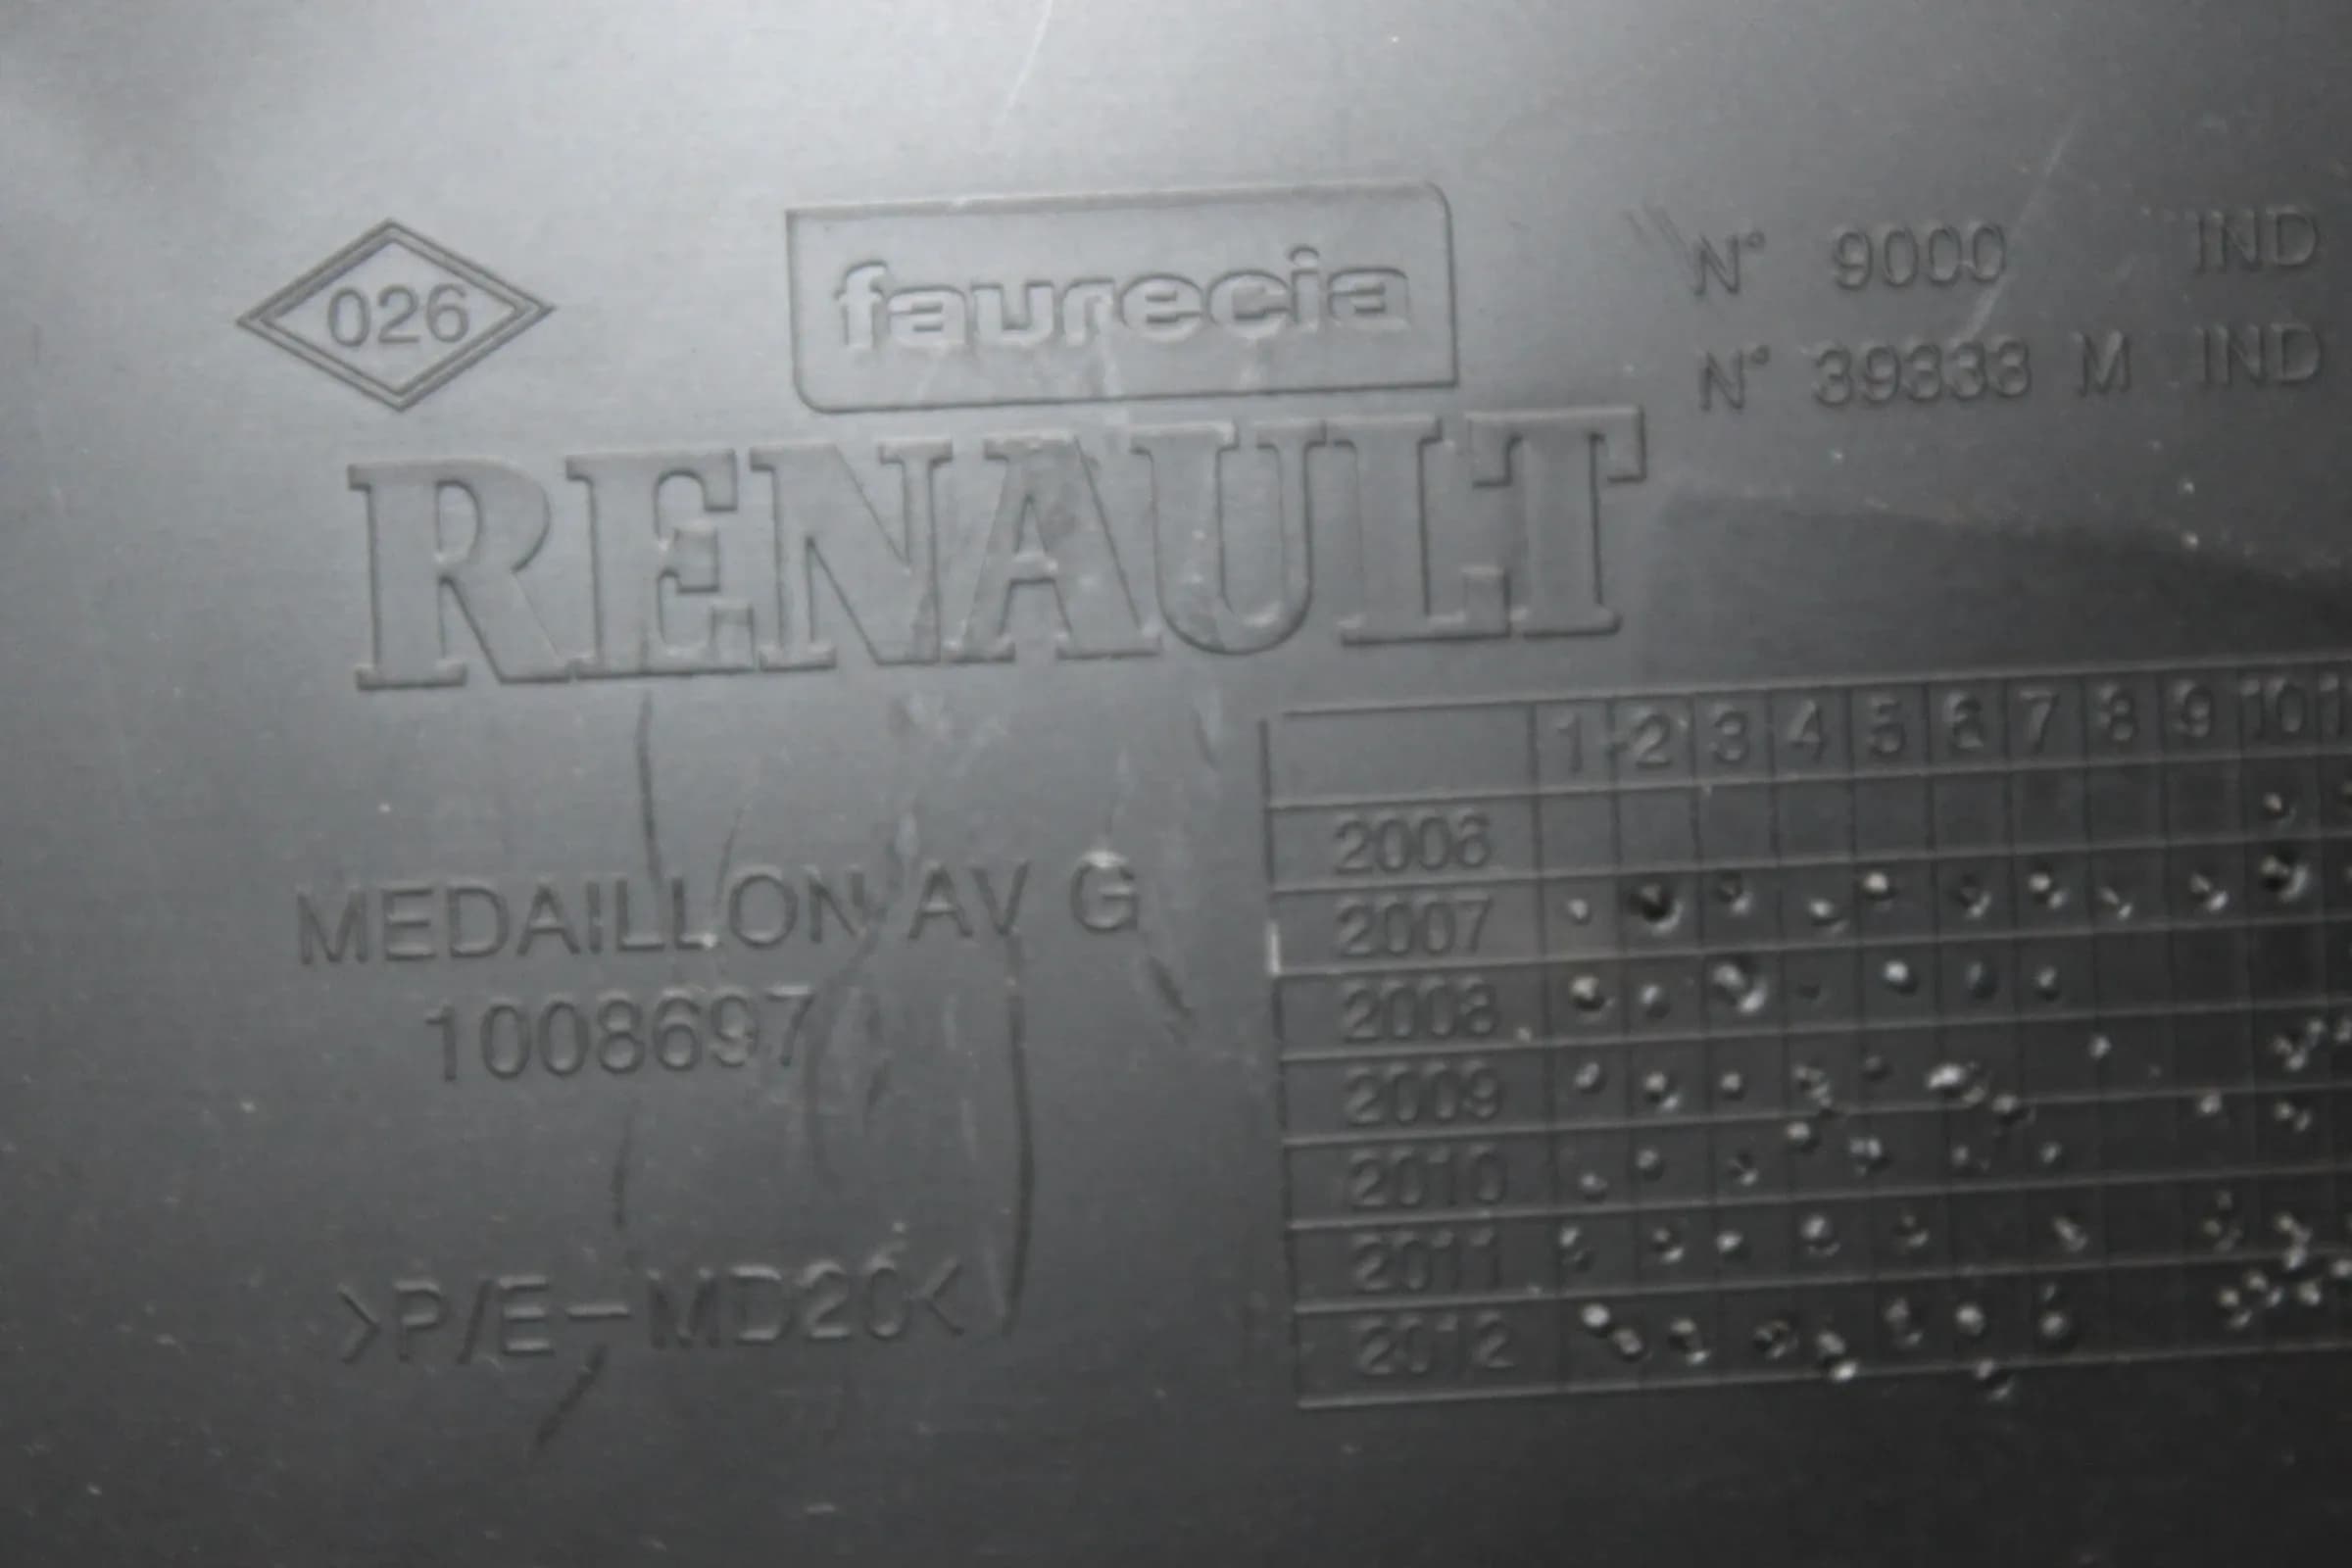 026
faurecia
N° 9000 IND
N° 39333 M IND
RENAULT
1 2 3 4 5 6 7 8 9 10
2006
2007
2008
2009
2010
2011
2012
MEDAILLON AV G
1008697
>P/E-MD20<